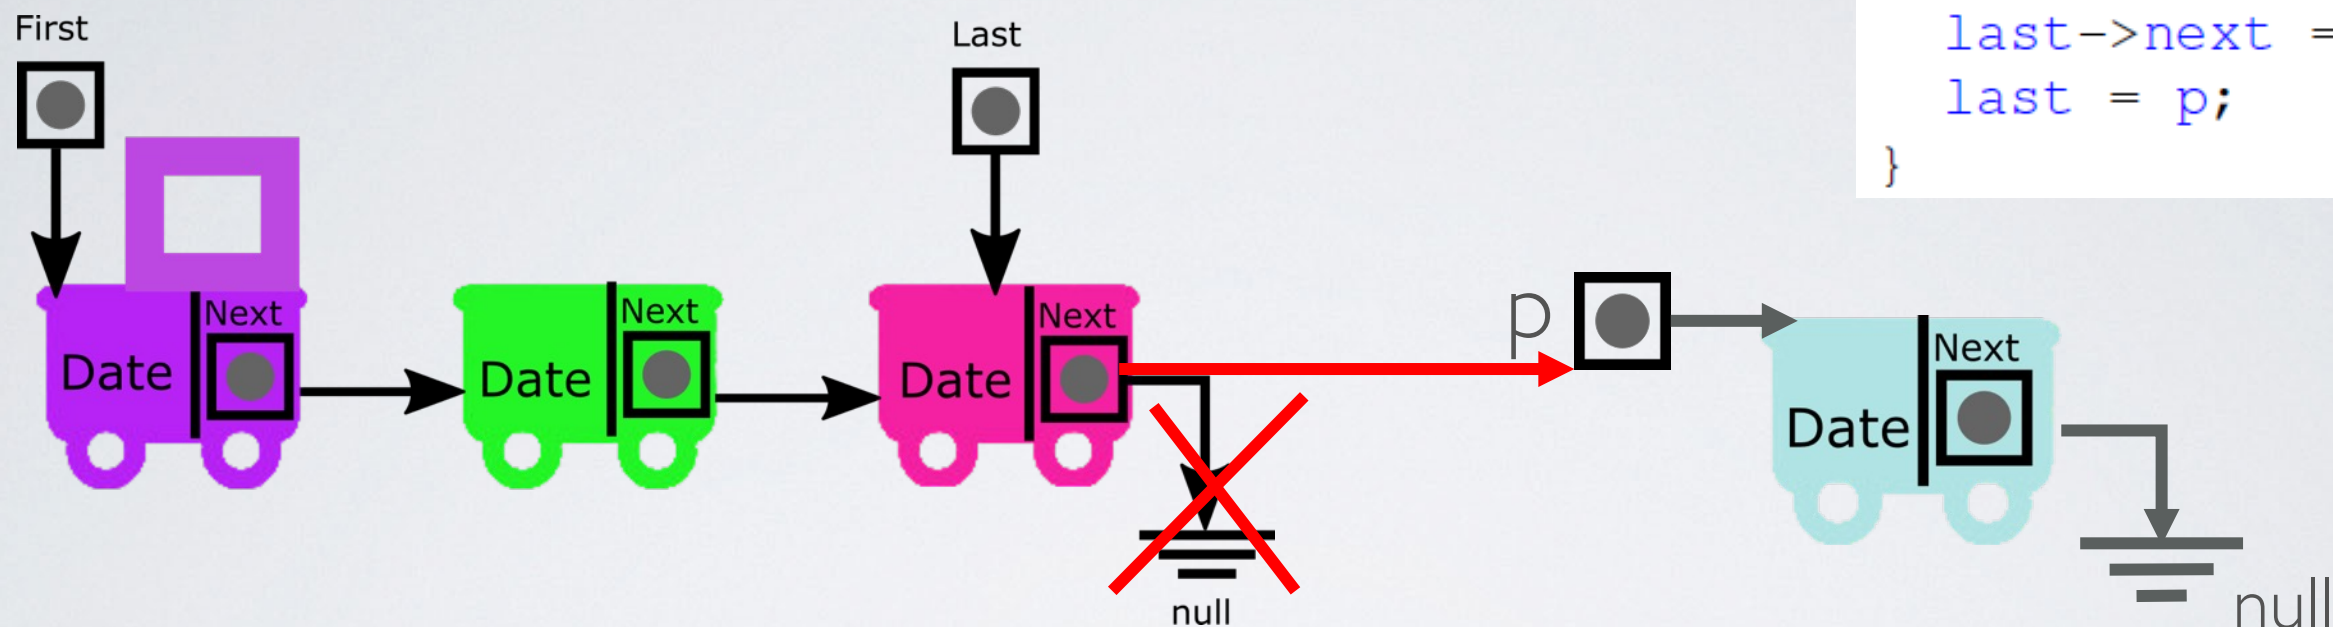 First
Last
last->next =
last = p;
}
Next
Date
Next
Date
Next
Date
p
Next
Date
null
null